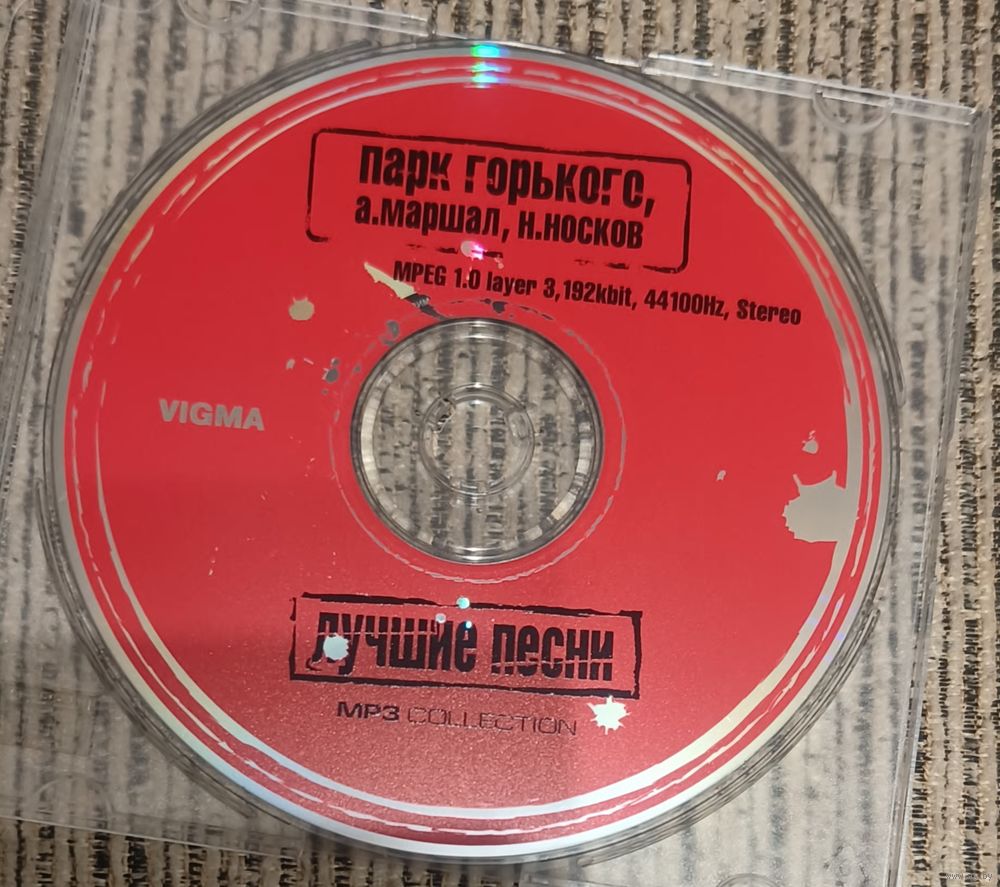 парк горького,
а.маршал, н.носков
MPEG 1.0 layer 3,192kbit, 44100Hz, Stereo
VIGMA
лучшие песни
MP3 COLLECTION